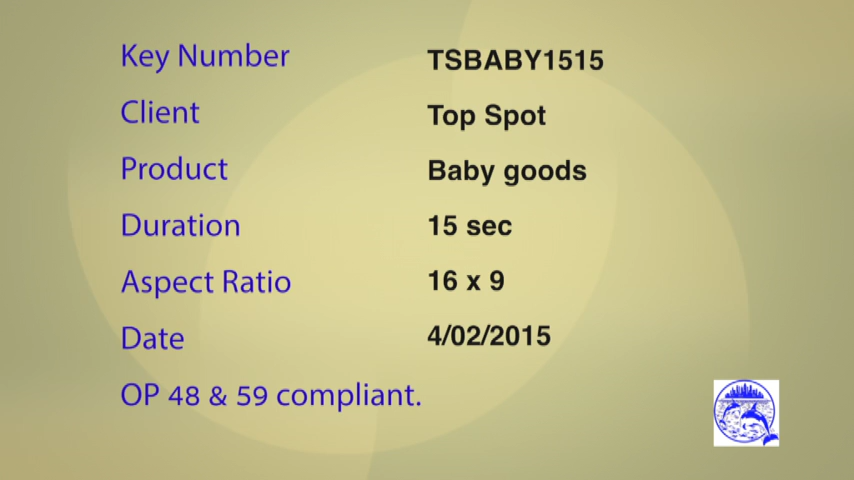 Key Number TSBABY1515
Client Top Spot
Product Baby goods
Duration 15 sec
Aspect Ratio 16 x 9
Date 4/02/2015
OP 48 & 59 compliant.